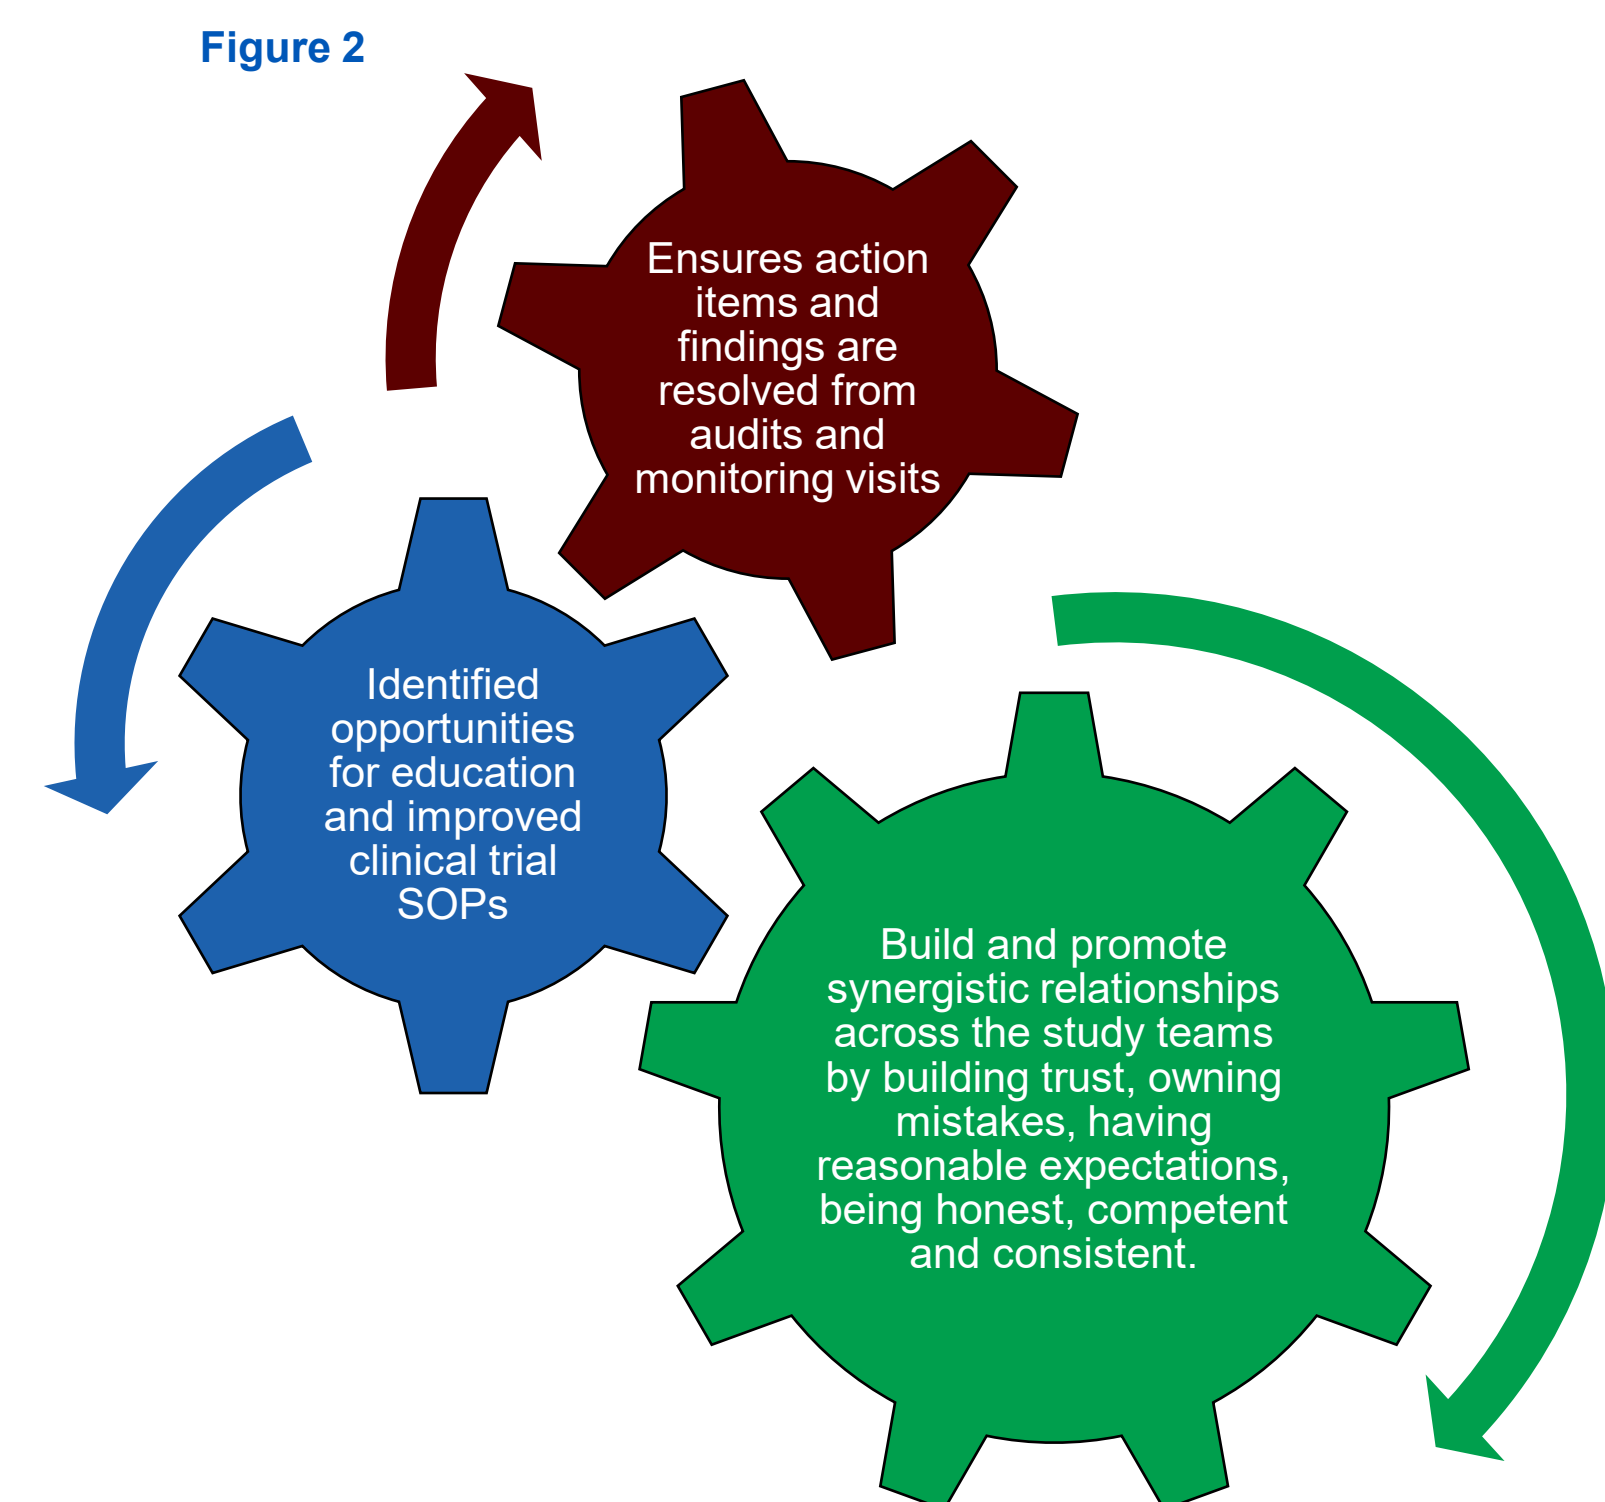 Figure 2
Ensures action
items and
findings are
resolved from
audits and
monitoring visits
Identified
opportunities
for education
and improved
clinical trial
SOPs
Build and promote
synergistic relationships
across the study teams
by building trust, owning
mistakes, having
reasonable expectations,
being honest, competent
and consistent.